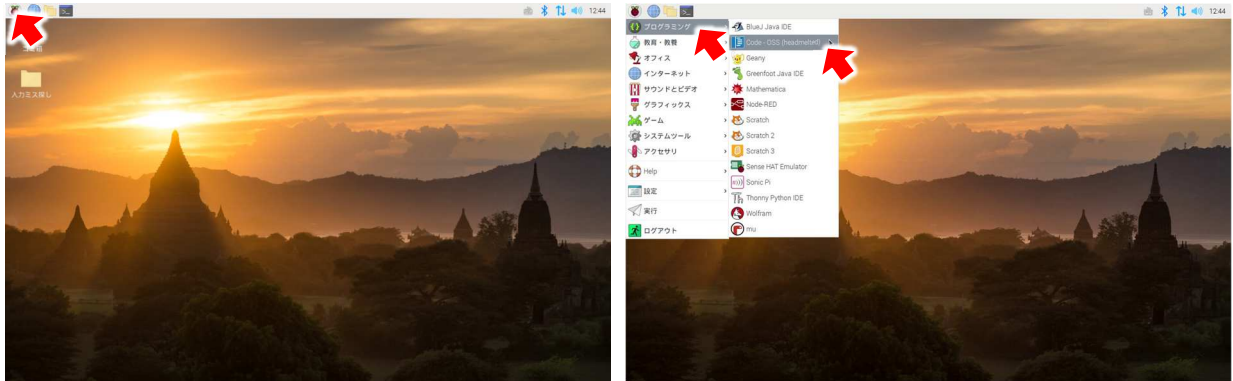 12:44
ゴミ箱
入力ミス探し
12:44
プログラミング
教育・教養
オフィス
インターネット
サウンドとビデオ
グラフィックス
ゲーム
システムツール
アクセサリ
Help
設定
実行
ログアウト
BlueJ Java IDE
Code - OSS (headmelted)
Geany
Greenfoot Java IDE
Mathematica
Node-RED
Scratch
Scratch 2
Scratch 3
Sense HAT Emulator
Sonic Pi
Thonny Python IDE
Wolfram
mu